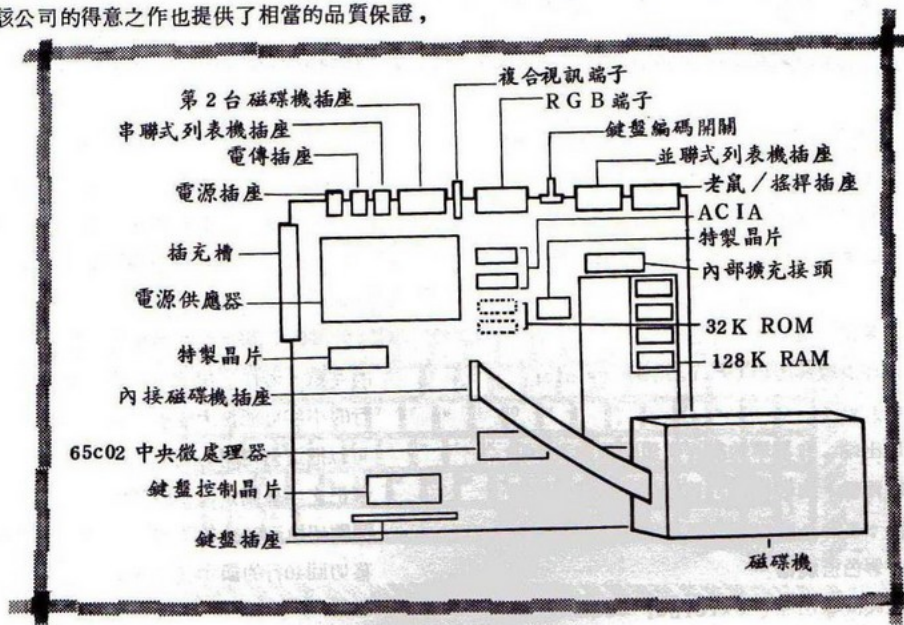 該公司的得意之作也提供了相當的品質保證，
複合視訊端子
第2台磁碟機插座
RGB端子
串聯式列表機插座
鍵盤編碼開關
電傳插座
並聯式列表機插座
電源插座
老鼠／搖捍插座
ACIA
特製晶片
插充槽
內部擴充接頭
電源供應器
32K ROM
特製晶片
128K RAM
內接磁碟機插座
65c02 中央微處理器
鍵盤控制晶片
鍵盤插座
磁碟機